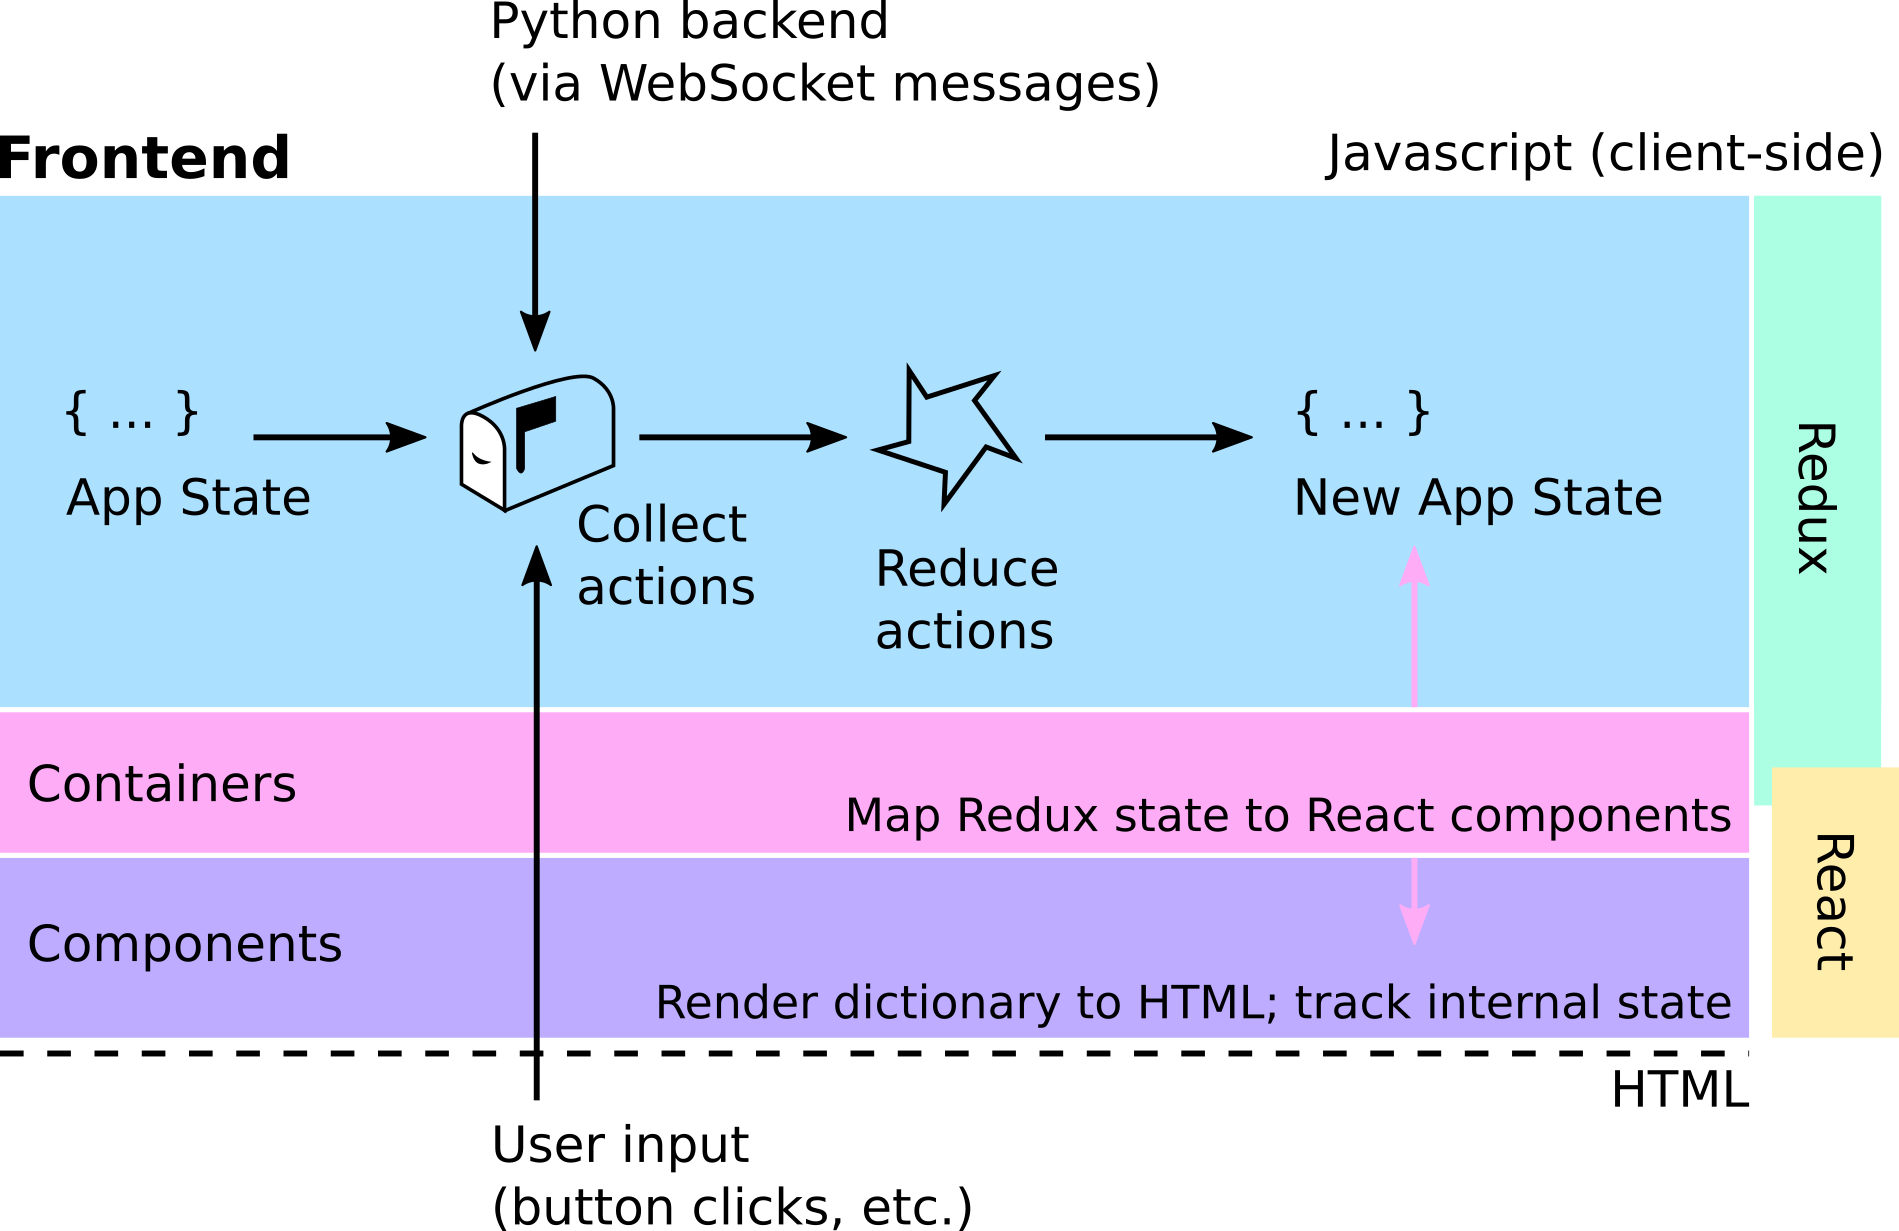 Python backend
(via WebSocket messages)
Frontend
Javascript (client-side)
{ ... }
App State
Collect
actions
Reduce
actions
{ ... }
New App State
Redux
Containers
Map Redux state to React components
React
Components
Render dictionary to HTML; track internal state
HTML
User input
(button clicks, etc.)